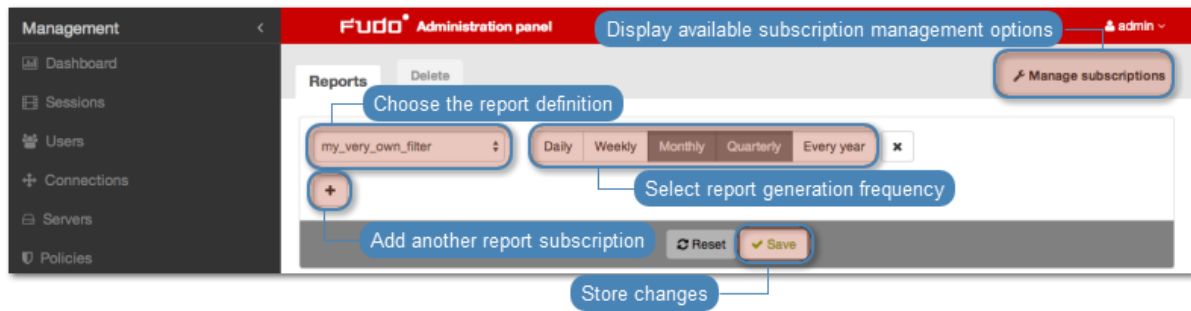 Management
FUDO Administration panel
Display available subscription management options
admin
Dashboard
Reports
Delete
Manage subscriptions
Sessions
Choose the report definition
Users
my_very_own_filter
Daily
Weekly
Monthly
Quarterly
Every year
Connections
Select report generation frequency
Servers
Add another report subscription
Reset
Save
Policies
Store changes